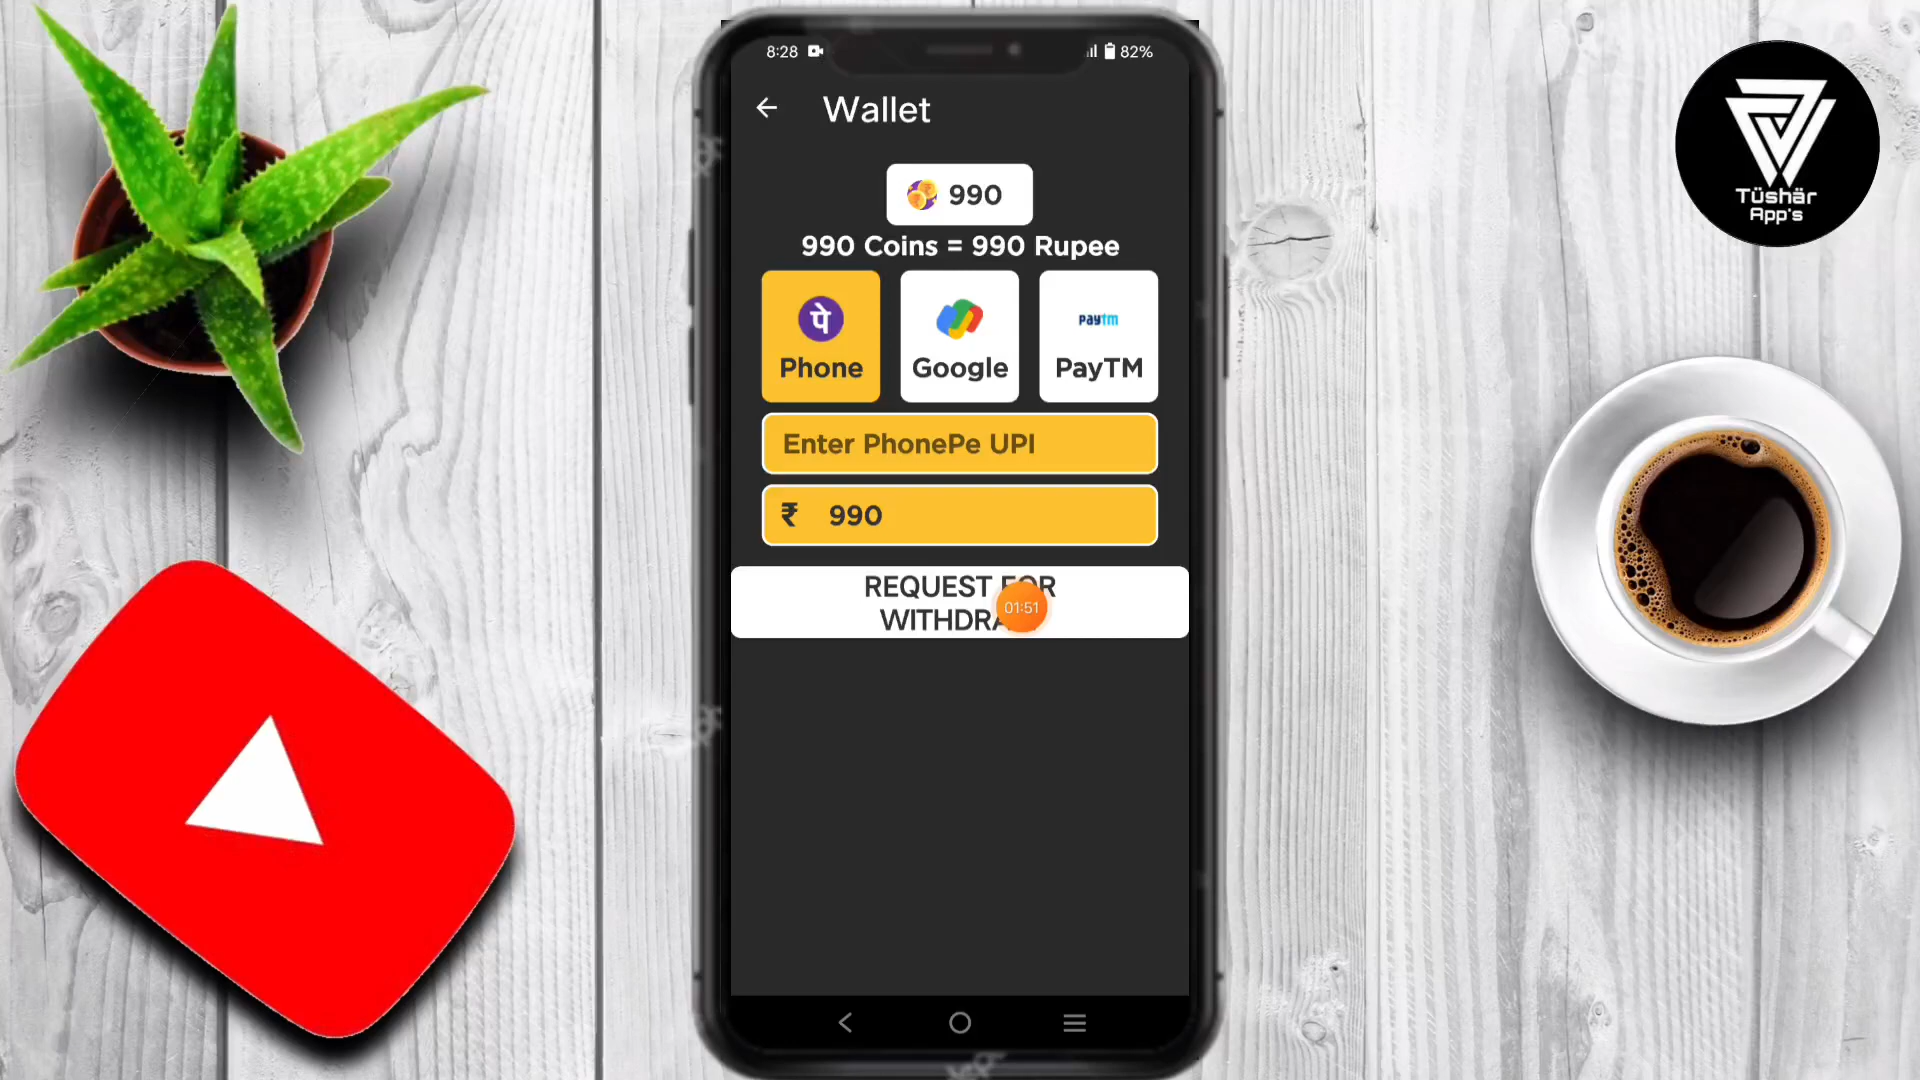 8:28
82%
Wallet
990
990 Coins = 990 Rupee
पे
Phone
Google
paytm
PayTM
Enter PhonePe UPI
₹ 990
REQUEST FOR
01:51
Tüshär
App's